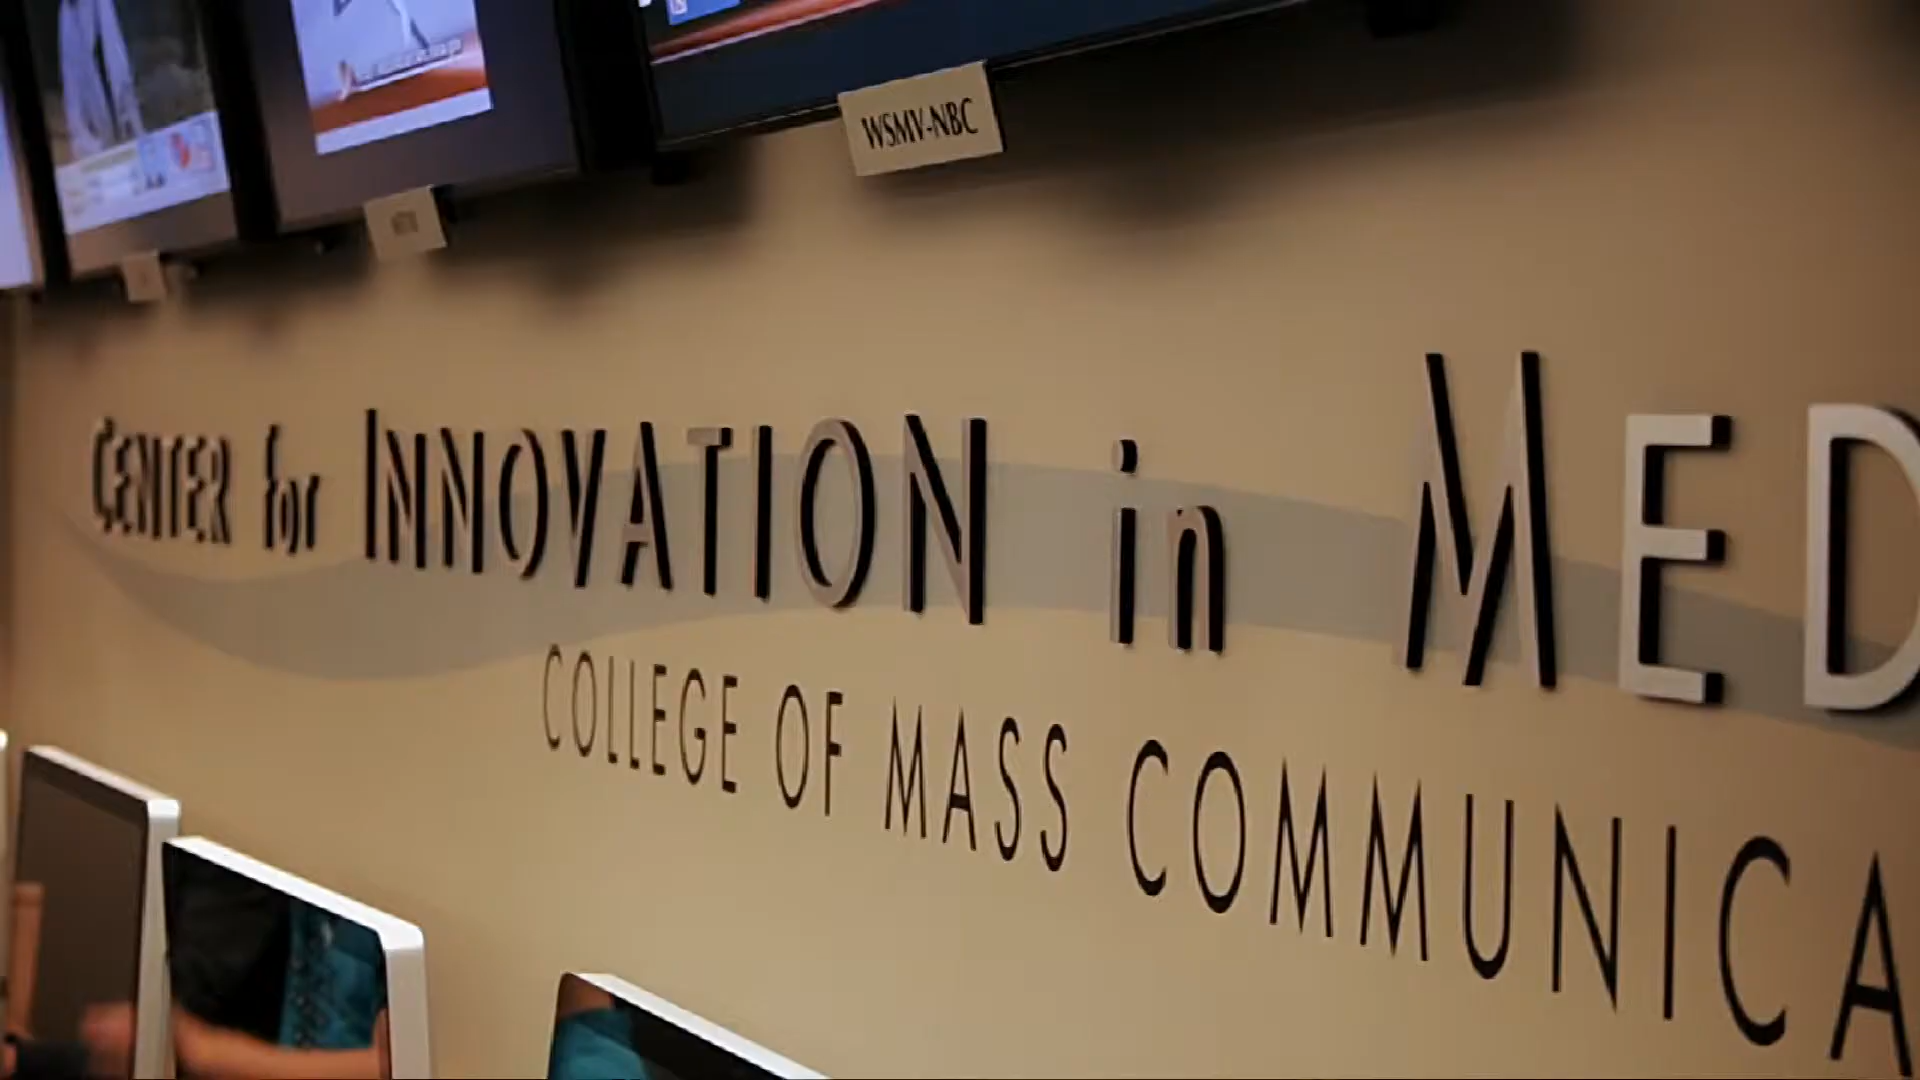 WSMV-NBC
CENTER for INNOVATION in MED
COLLEGE OF MASS COMMUNICA